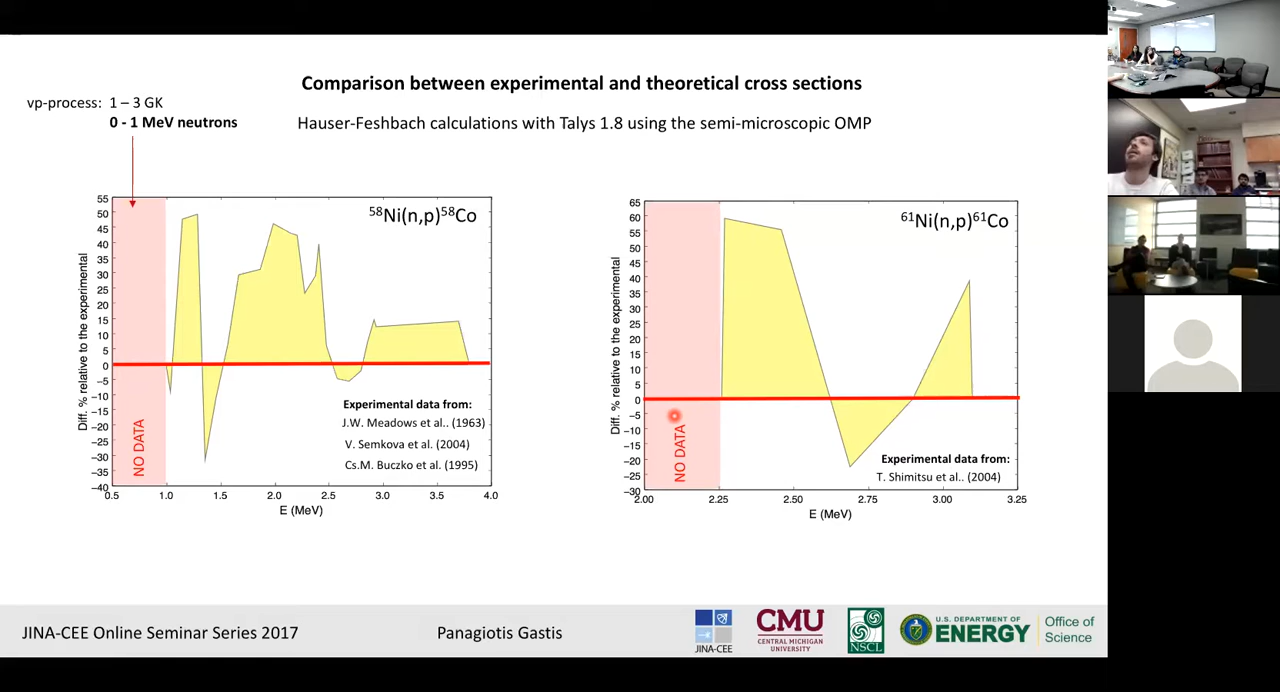 Comparison between experimental and theoretical cross sections
νp-process: 1 – 3 GK
0 - 1 MeV neutrons
Hauser-Feshbach calculations with Talys 1.8 using the semi-microscopic OMP
58Ni(n,p)58Co
Diff. % relative to the experimental
55
50
45
40
35
30
25
20
15
10
5
0
−5
−10
−15
−20
−25
−30
−35
−40
NO DATA
Experimental data from:
J.W. Meadows et al.. (1963)
V. Semkova et al. (2004)
Cs.M. Buczko et al. (1995)
0.5 1.0 1.5 2.0 2.5 3.0 3.5 4.0
E (MeV)
61Ni(n,p)61Co
Diff. % relative to the experimental
65
60
55
50
45
40
35
30
25
20
15
10
5
0
−5
−10
−15
−20
−25
−30
NO DATA
Experimental data from:
T. Shimitsu et al.. (2004)
2.00 2.25 2.50 2.75 3.00 3.25
E (MeV)
JINA-CEE Online Seminar Series 2017
Panagiotis Gastis
JINA-CEE
CMU
CENTRAL MICHIGAN
UNIVERSITY
NSCL
U.S. DEPARTMENT OF
ENERGY
Office of
Science